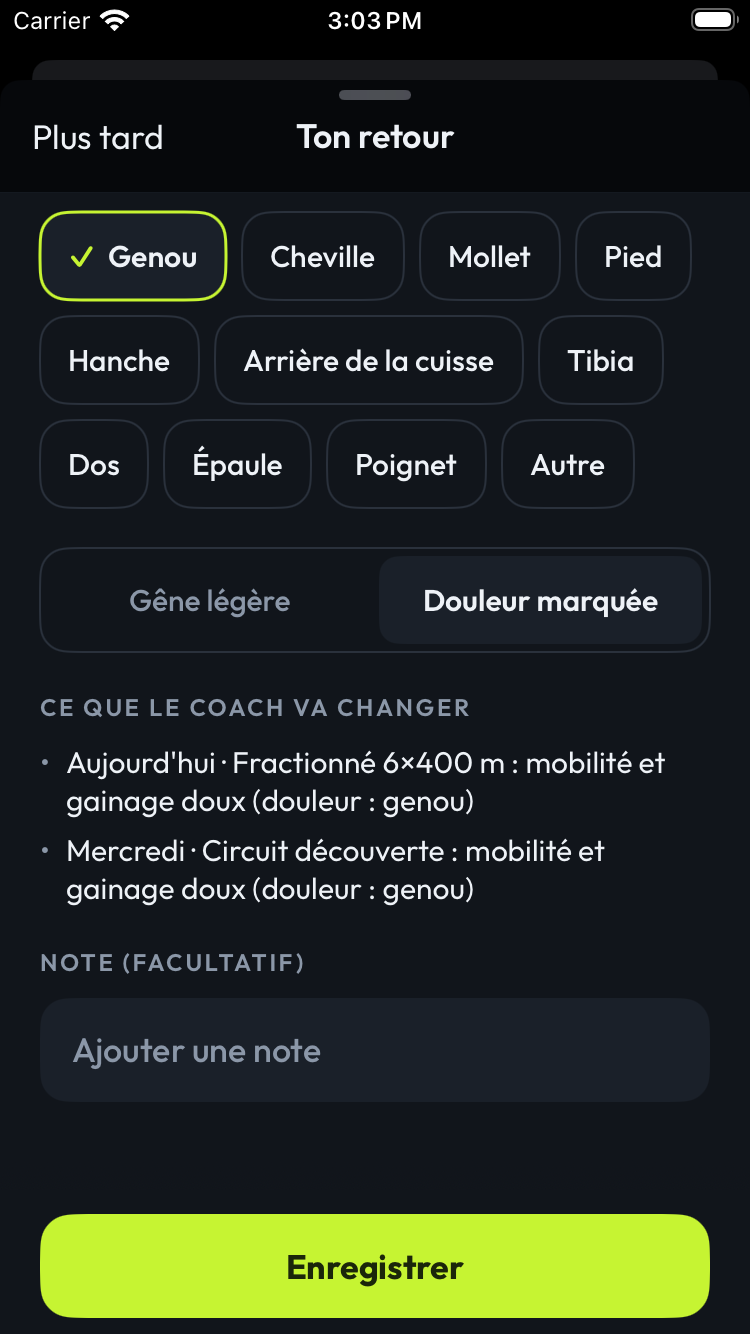 Carrier 3:03 PM
Plus tard Ton retour
Genou Cheville Mollet Pied
Hanche Arrière de la cuisse Tibia
Dos Épaule Poignet Autre
Gêne légère Douleur marquée
CE QUE LE COACH VA CHANGER
• Aujourd'hui · Fractionné 6×400 m : mobilité et
gainage doux (douleur : genou)
• Mercredi · Circuit découverte : mobilité et
gainage doux (douleur : genou)
NOTE (FACULTATIF)
Ajouter une note
Enregistrer